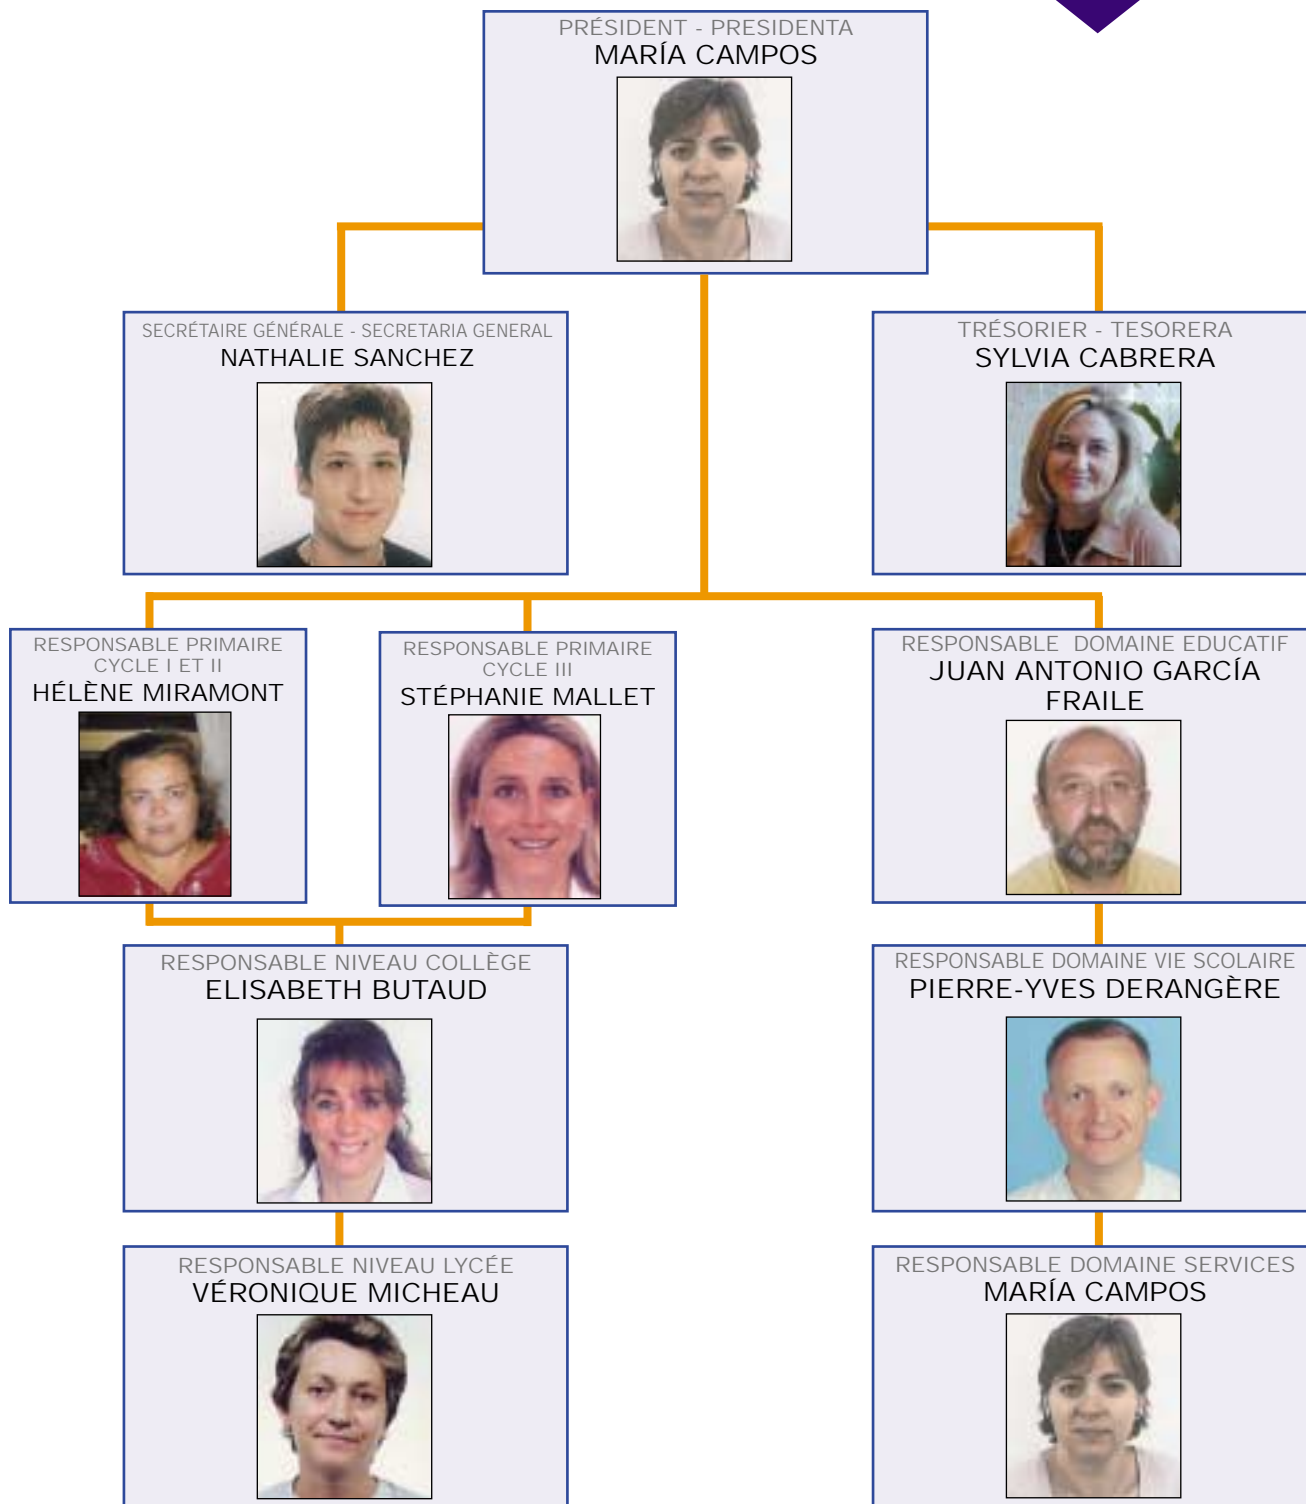 PRÉSIDENT - PRESIDENTA
MARÍA CAMPOS
SECRÉTAIRE GÉNÉRALE - SECRETARIA GENERAL
NATHALIE SANCHEZ
TRÉSORIER - TESORERA
SYLVIA CABRERA
RESPONSABLE PRIMAIRE
CYCLE I ET II
HÉLÈNE MIRAMONT
RESPONSABLE PRIMAIRE
CYCLE III
STÉPHANIE MALLET
RESPONSABLE DOMAINE EDUCATIF
JUAN ANTONIO GARCÍA
FRAILE
RESPONSABLE NIVEAU COLLÈGE
ELISABETH BUTAUD
RESPONSABLE DOMAINE VIE SCOLAIRE
PIERRE-YVES DERANGÈRE
RESPONSABLE NIVEAU LYCÉE
VÉRONIQUE MICHEAU
RESPONSABLE DOMAINE SERVICES
MARÍA CAMPOS